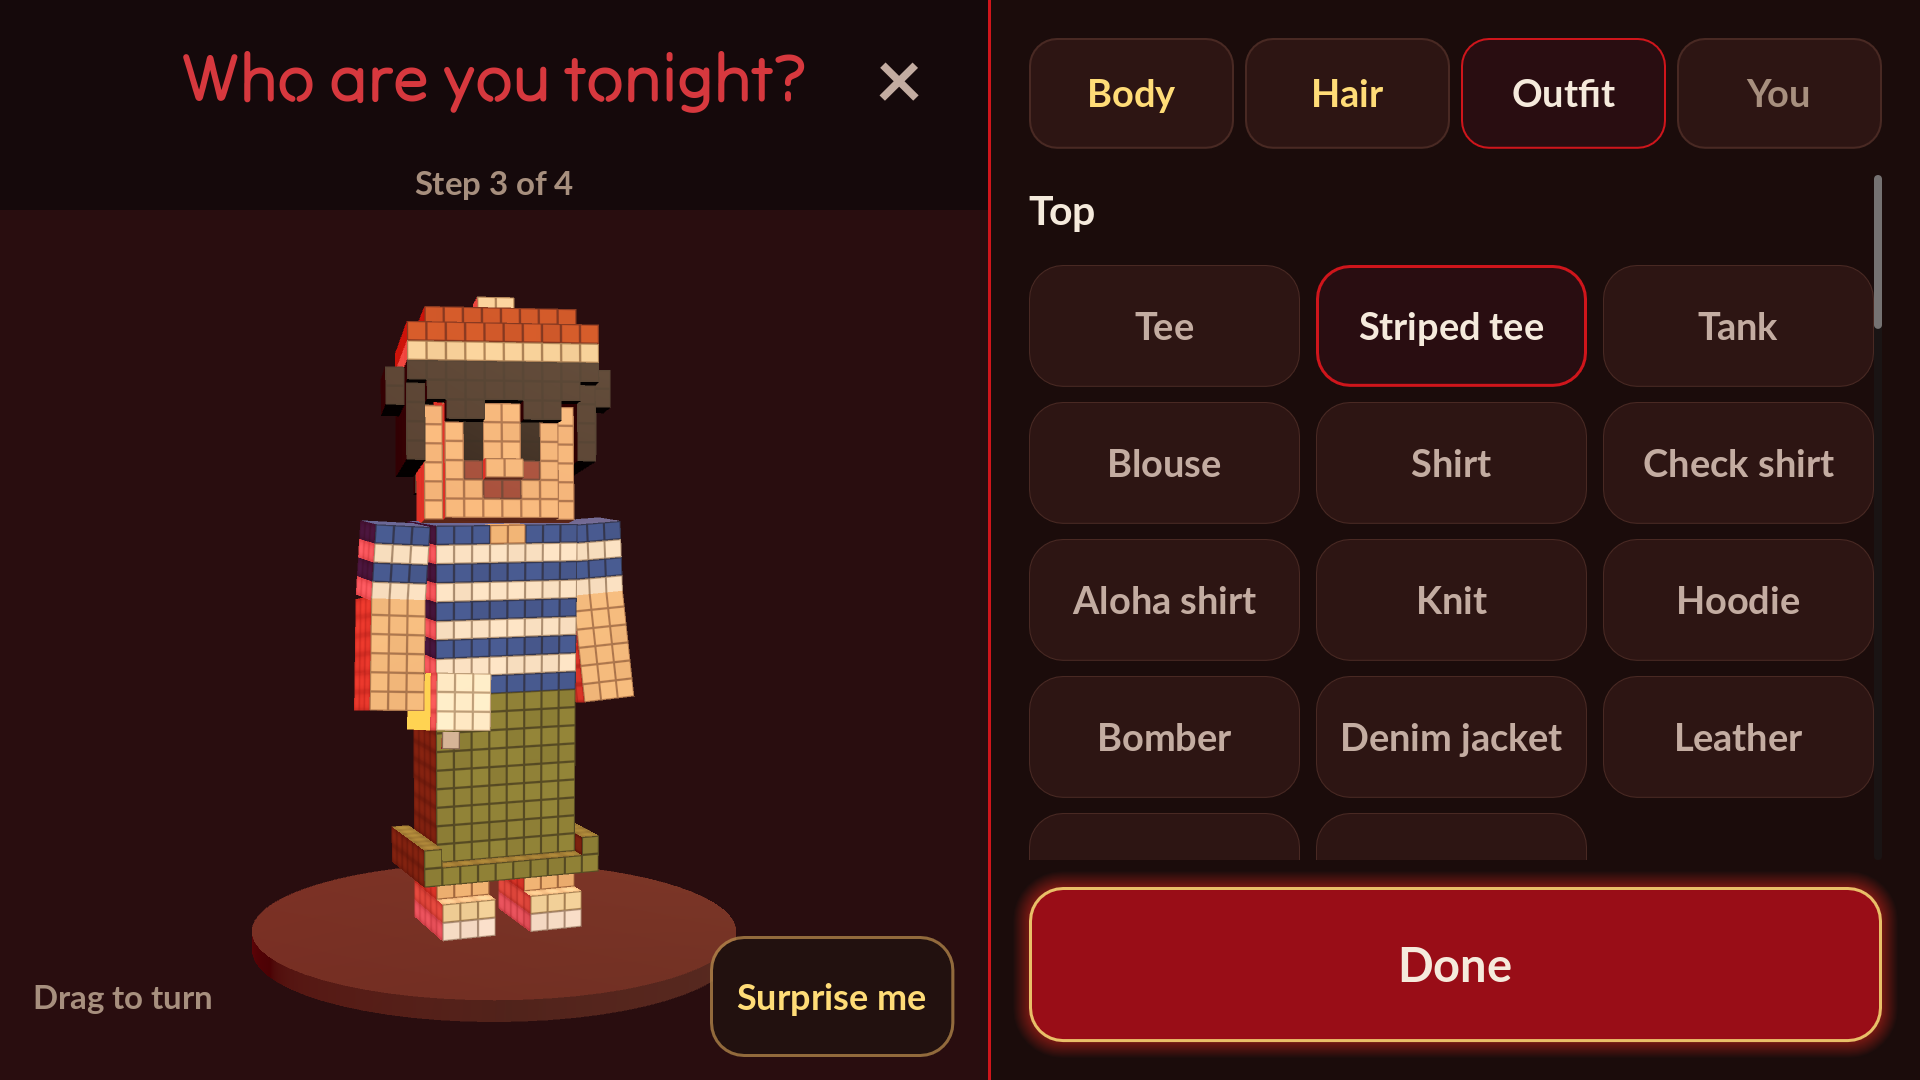 Who are you tonight?
Step 3 of 4
Drag to turn
Surprise me
Body
Hair
Outfit
You
Top
Tee
Striped tee
Tank
Blouse
Shirt
Check shirt
Aloha shirt
Knit
Hoodie
Bomber
Denim jacket
Leather
Done